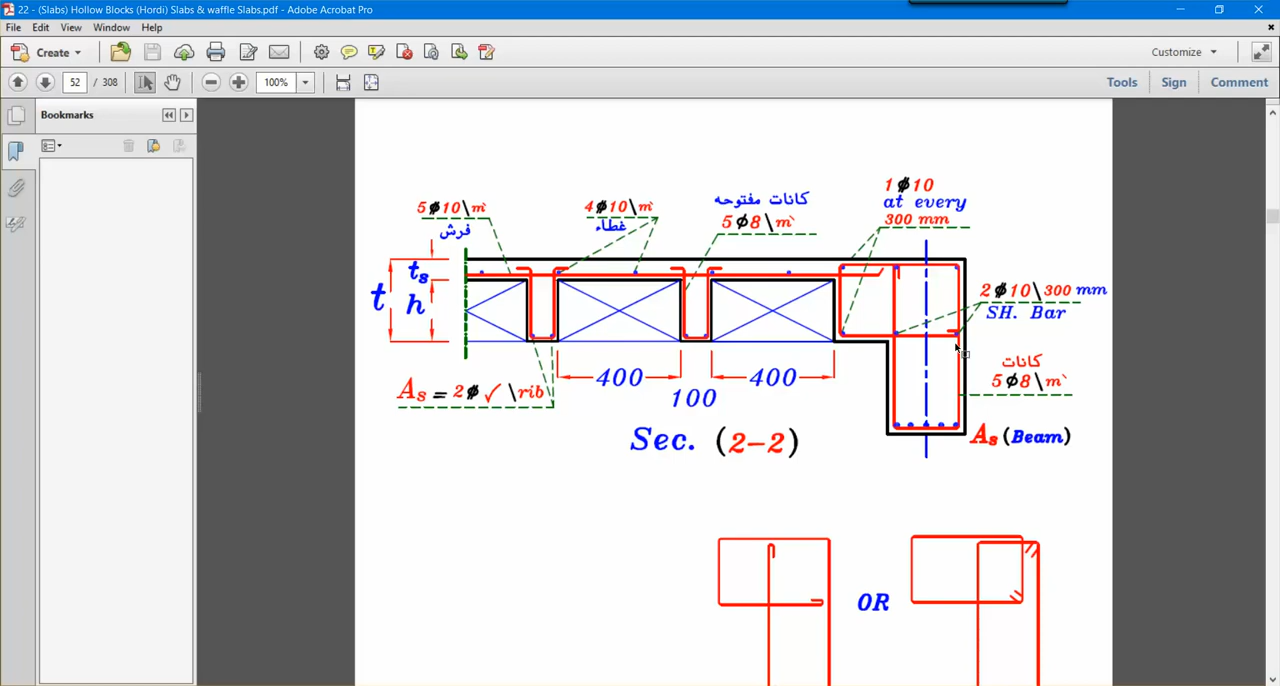 22 - (Slabs) Hollow Blocks (Hordi) Slabs & waffle Slabs.pdf - Adobe Acrobat Pro
File Edit View Window Help
Create
Customize
52 / 308
100%
Tools Sign Comment
Bookmarks
5ϕ10\m`
فرش
4ϕ10\m`
غطاء
كانات مفتوحه
5ϕ8\m`
1ϕ10
at every
300 mm
ts
t
h
2ϕ10\300 mm
SH. Bar
كانات
5ϕ8\m`
400
400
100
As = 2ϕ ✓ \rib
Sec. (2-2)
As (Beam)
OR